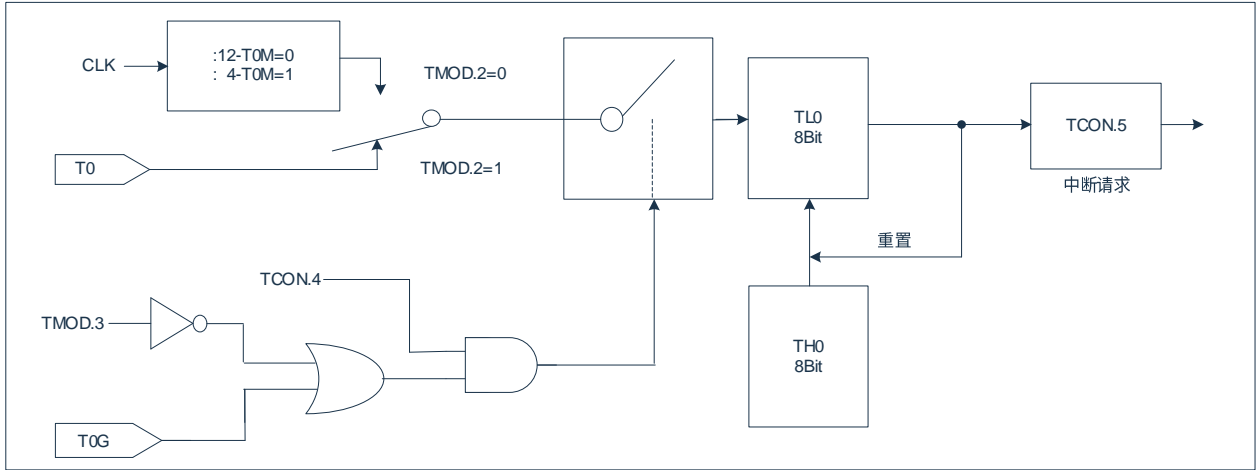 :12-T0M=0
: 4-T0M=1
CLK
TMOD.2=0
T0
TMOD.2=1
TL0
8Bit
TCON.5
中断请求
重置
TCON.4
TMOD.3
TH0
8Bit
T0G